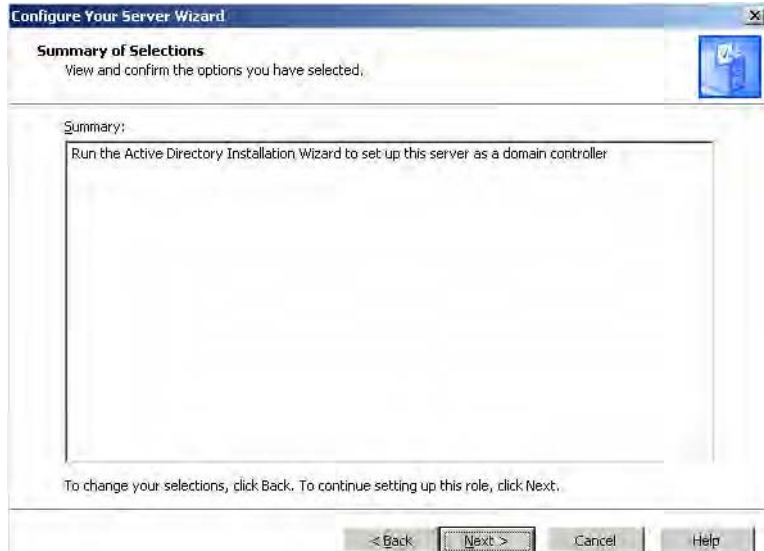 Configure Your Server Wizard
Summary of Selections
View and confirm the options you have selected.
Summary:
Run the Active Directory Installation Wizard to set up this server as a domain controller
To change your selections, click Back. To continue setting up this role, click Next.
< Back Next > Cancel Help